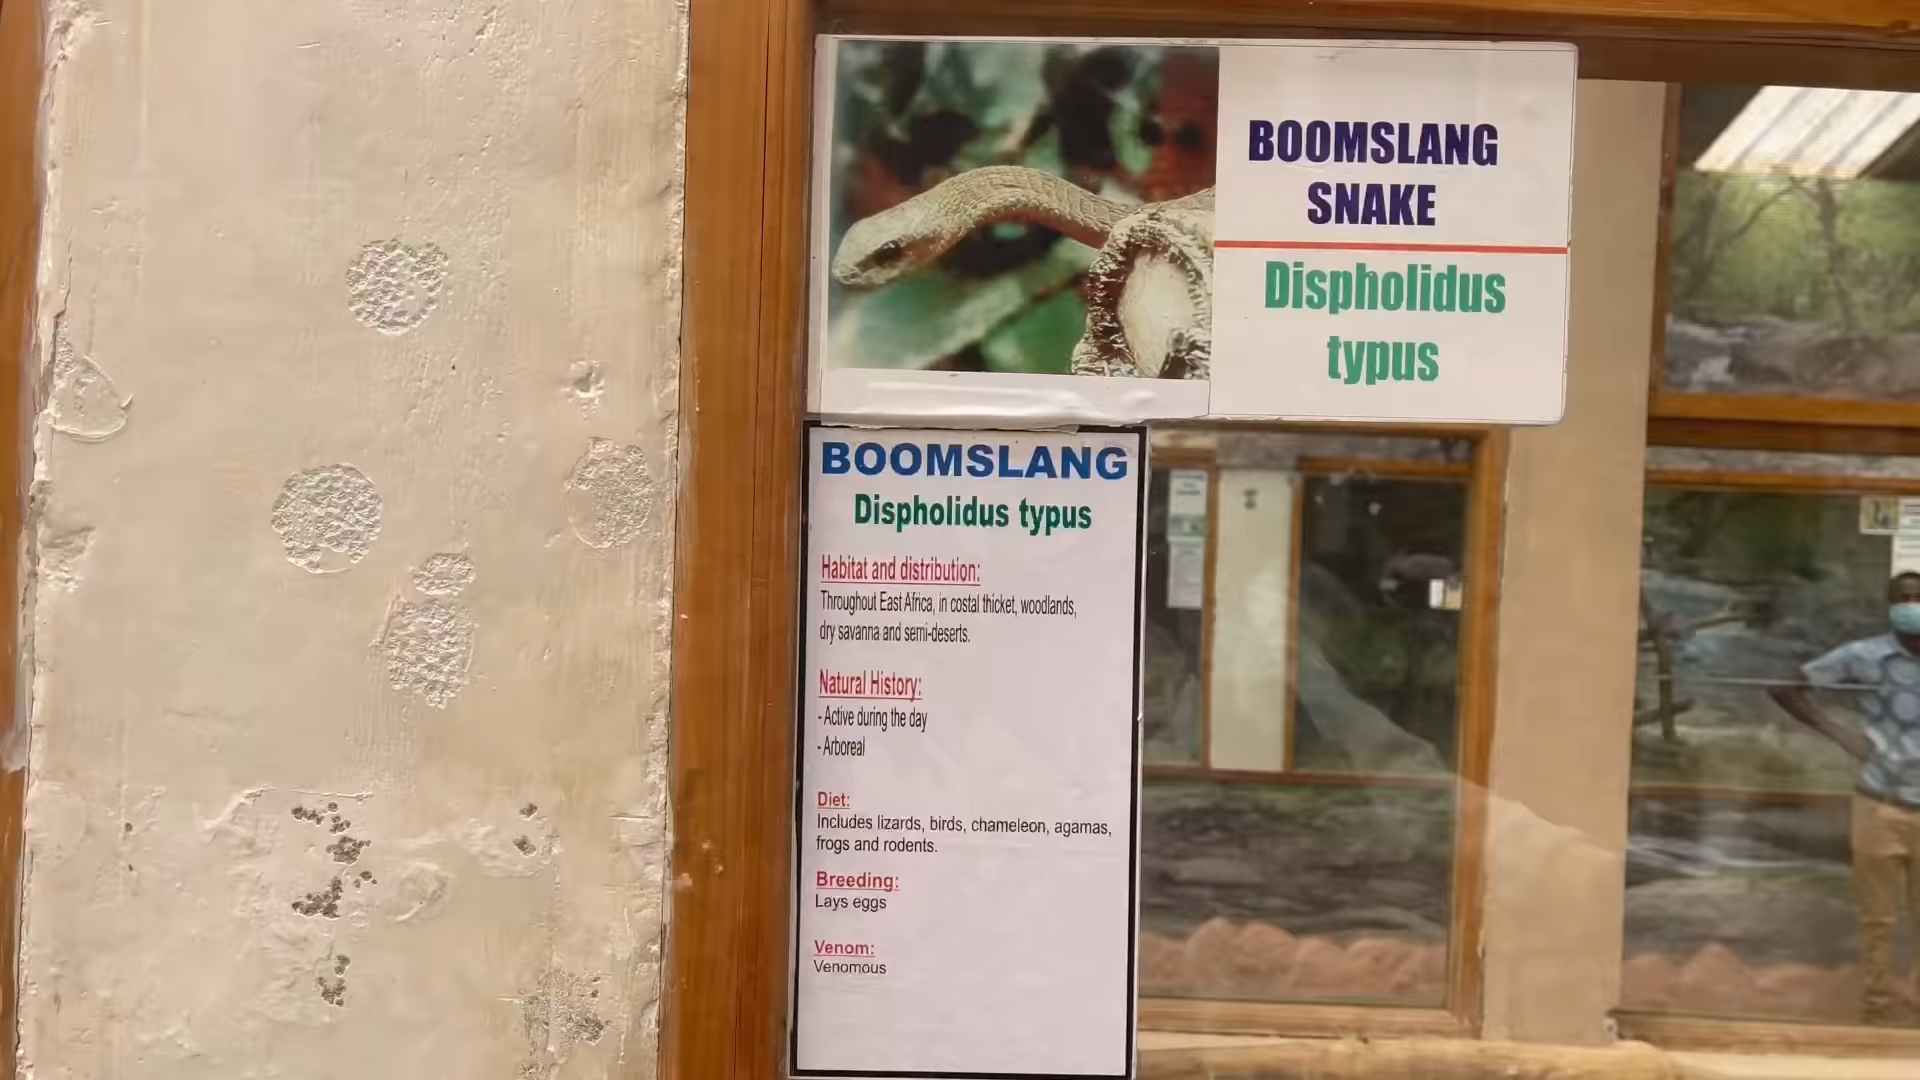 BOOMSLANG
SNAKE
Dispholidus
typus
BOOMSLANG
Dispholidus typus
Habitat and distribution:
Throughout East Africa, in costal thicket, woodlands,
dry savanna and semi-deserts.
Natural History:
- Active during the day
- Arboreal
Diet:
Includes lizards, birds, chameleon, agamas,
frogs and rodents.
Breeding:
Lays eggs
Venom:
Venomous